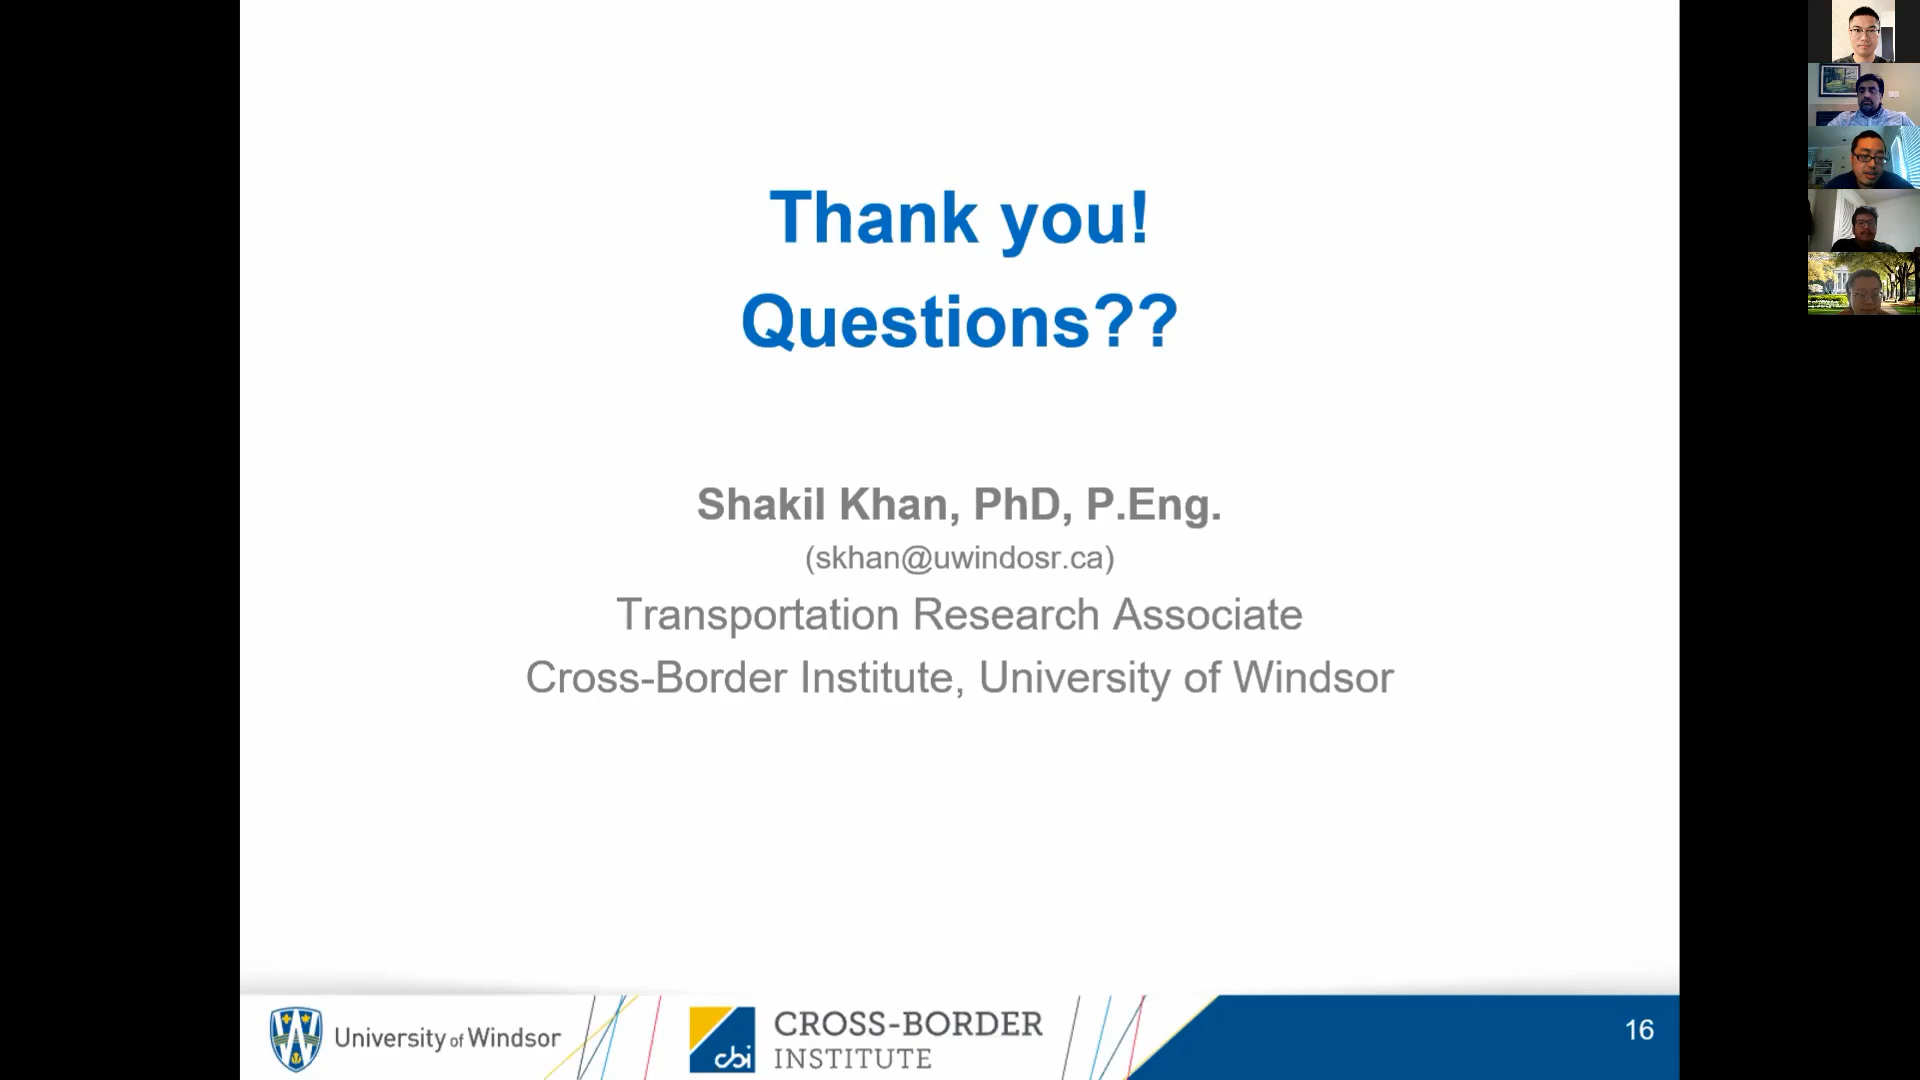 Thank you!
Questions??
Shakil Khan, PhD, P.Eng.
(skhan@uwindosr.ca)
Transportation Research Associate
Cross-Border Institute, University of Windsor
University of Windsor
cbi
CROSS-BORDER
INSTITUTE
16